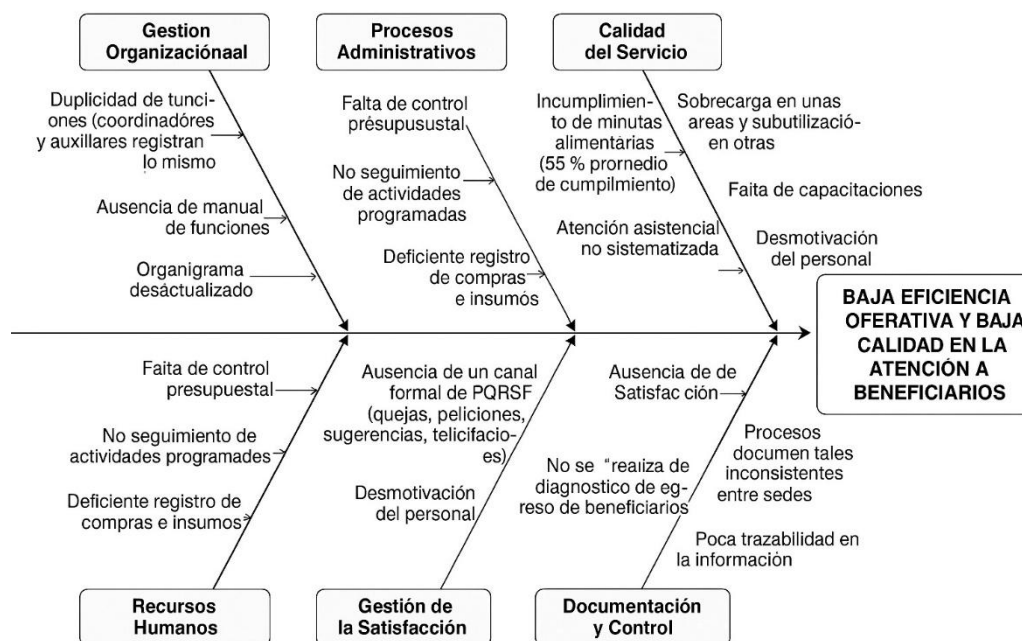 Gestion
Organizaciónaal
Procesos
Administrativos
Calidad
del Servicio
Duplicidad de tunci-
ones (coordinadóres
y auxillares registran
lo mismo
Ausencia de manual
de funciones
Organigrama
desáctualizado
Falta de control
présupusustal
No seguimiento
de actividades
programadas
Deficiente registro
de compras
e insumós
Incumplimien-
to de minutas
alimentarías
(55 % prornedio
de cumpilmiento)
Atención asistencial
no sistematizada
Sobrecarga en unas
areas y subutilizació-
en otras
Faita de capacitaciones
Desmotivación
del personal
BAJA EFICIENCIA
OFERATIVA Y BAJA
CALIDAD EN LA
ATENCIÓN A
BENEFICIARIOS
Faita de control
presupuestal
No seguimiento de
actividades programades
Deficiente registro de
compras e insumos
Ausencia de un canal
formal de PQRSF
(quejas, peliciones,
sugerencias, telicifacio-
es)
Desmotivación
del personal
Ausencia de de
Satisfac ción
No se "realiza de
diagnostico de eg-
reso de beneficiarios
Procesos
documen tales
inconsistentes
entre sedes
Poca trazabilidad en
la información
Recursos
Humanos
Gestión de
la Satisfacción
Documentación
y Control